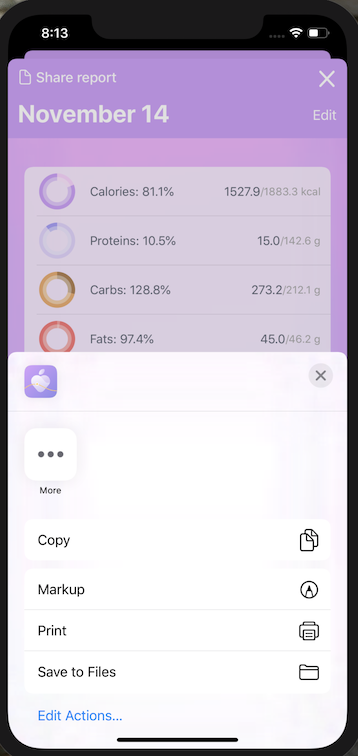 8:13
Share report
November 14
Edit
Calories: 81.1% 1527.9/1883.3 kcal
Proteins: 10.5% 15.0/142.6 g
Carbs: 128.8% 273.2/212.1 g
Fats: 97.4% 45.0/46.2 g
More
Copy
Markup
Print
Save to Files
Edit Actions...